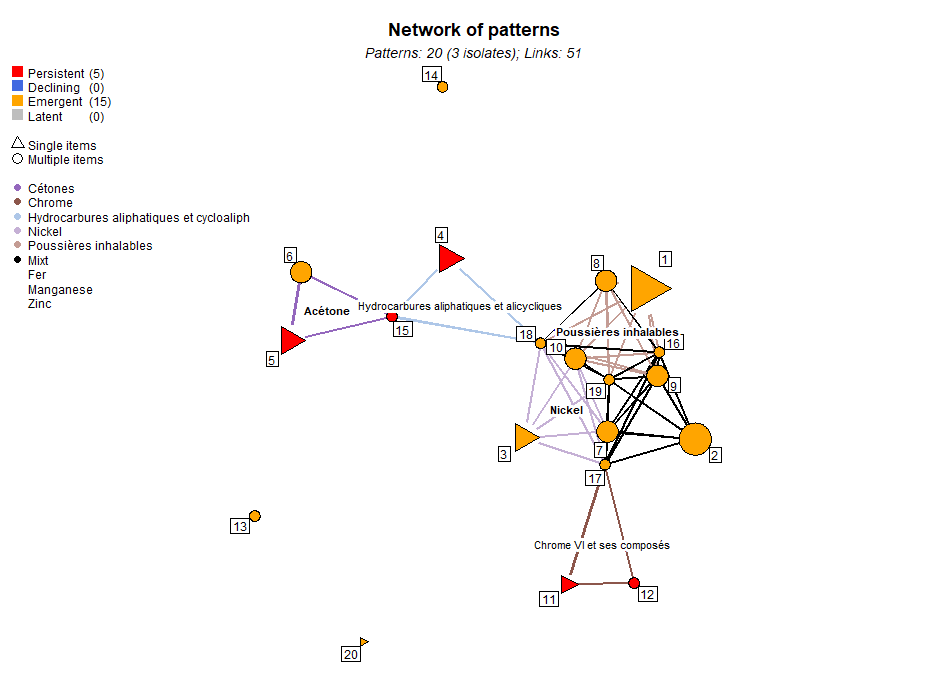 Network of patterns
Patterns: 20 (3 isolates); Links: 51
Persistent (5)
Declining (0)
Emergent (15)
Latent (0)
Single items
Multiple items
Cétones
Chrome
Hydrocarbures aliphatiques et cycloaliph
Nickel
Poussières inhalables
Mixt
Fer
Manganese
Zinc
14
4
6
8
1
Acétone
Hydrocarbures aliphatiques et alicycliques
15
18
Poussières inhalables
16
10
5
9
19
Nickel
3
7
2
17
13
Chrome VI et ses composés
11
12
20